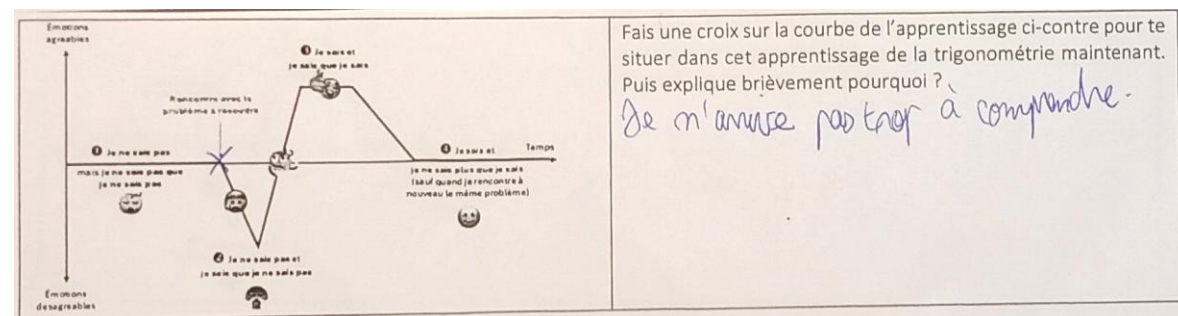 Émotions
agréables
❸ Je sais et
je sais que je sais
Rencontre avec le
problème à résoudre
❶ Je ne sais pas
mais je ne sais pas que
je ne sais pas
❹ Je sais et
Temps
je ne sais plus que je sais
(sauf quand je rencontre à
nouveau le même problème)
❷ Je ne sais pas et
je sais que je ne sais pas
Émotions
désagréables
Fais une croix sur la courbe de l'apprentissage ci-contre pour te
situer dans cet apprentissage de la trigonométrie maintenant.
Puis explique brièvement pourquoi ?
Je n'arrive pas trop à comprendre.